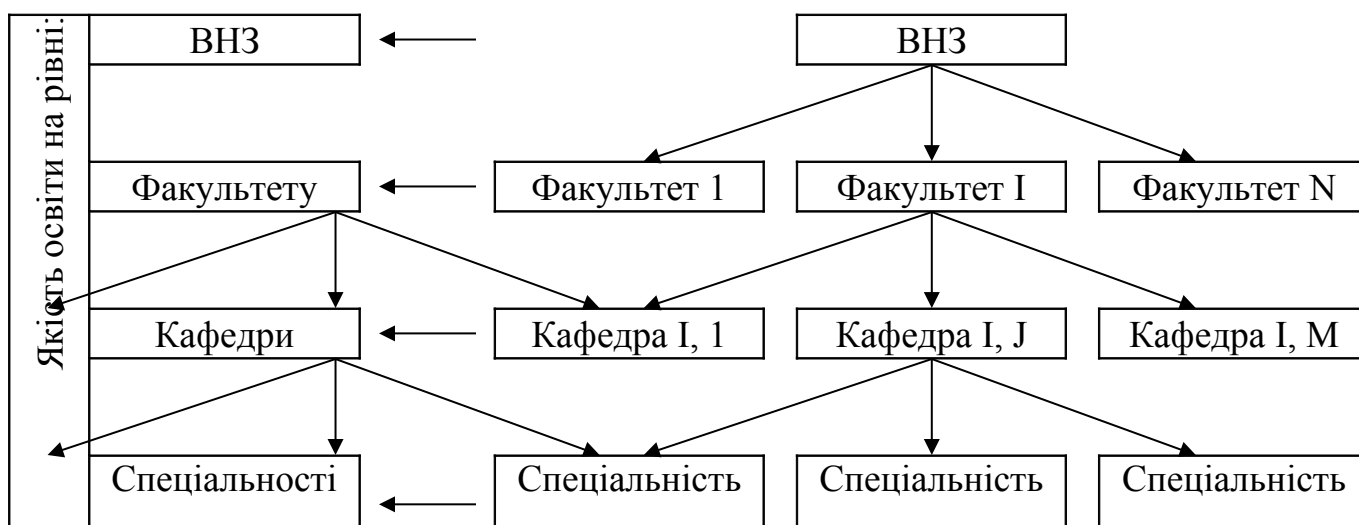 Якість освіти на рівні:
ВНЗ
ВНЗ
Факультету
Факультет 1
Факультет I
Факультет N
Кафедри
Кафедра I, 1
Кафедра I, J
Кафедра I, M
Спеціальності
Спеціальність
Спеціальність
Спеціальність